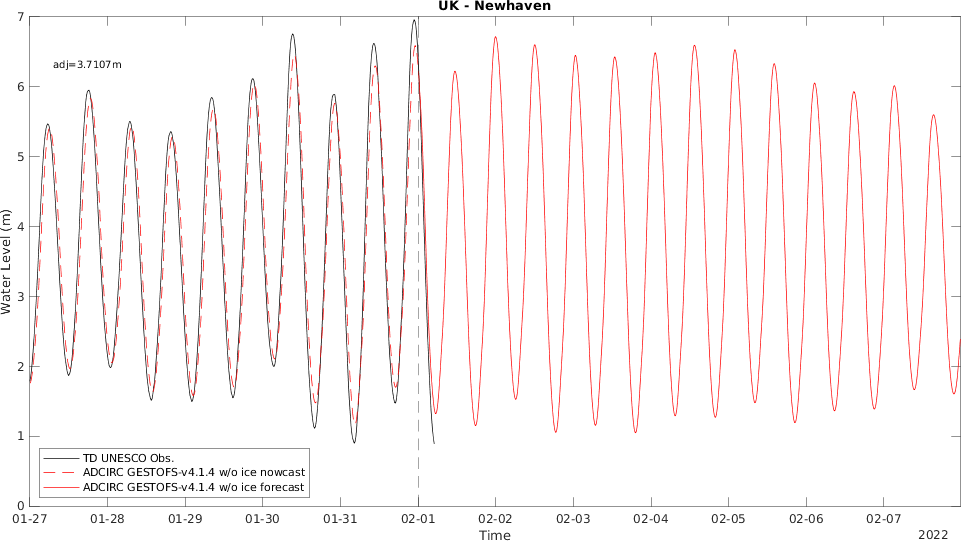 UK - Newhaven
7
adj=3.7107m
6
5
4
3
2
1
0
Water Level (m)
TD UNESCO Obs.
ADCIRC GESTOFS-v4.1.4 w/o ice nowcast
ADCIRC GESTOFS-v4.1.4 w/o ice forecast
01-27 01-28 01-29 01-30 01-31 02-01 02-02 02-03 02-04 02-05 02-06 02-07
Time
2022